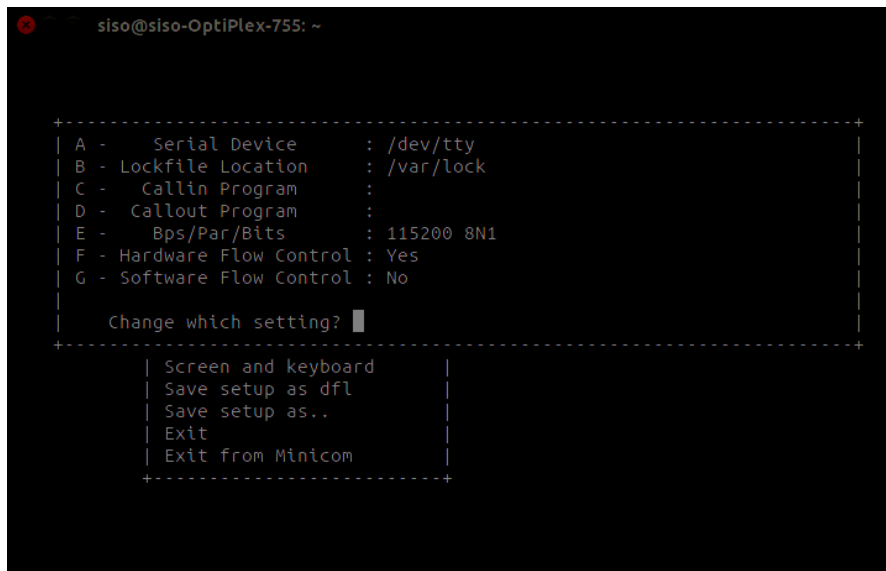 siso@siso-OptiPlex-755: ~
A - Serial Device : /dev/tty
B - Lockfile Location : /var/lock
C - Callin Program :
D - Callout Program :
E - Bps/Par/Bits : 115200 8N1
F - Hardware Flow Control : Yes
G - Software Flow Control : No
Change which setting?
Screen and keyboard
Save setup as dfl
Save setup as..
Exit
Exit from Minicom